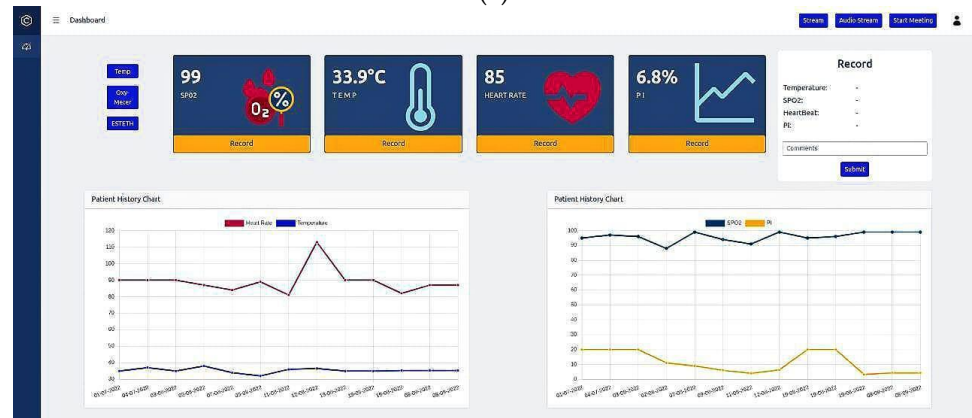 Dashboard
Stream
Audio Stream
Start Meeting
Temp
Oxy-
Meter
ESTETH
99
SPO2
O2 %
Record
33.9°C
TEMP
Record
85
HEART RATE
Record
6.8%
PI
Record
Record
Temperature: -
SPO2: -
HeartBeat: -
PI: -
Comments
Submit
Patient History Chart
Heart Rate Temperature
120
110
100
90
80
70
60
50
40
30
Patient History Chart
SPO2 PI
100
90
80
70
60
50
40
30
20
10
0